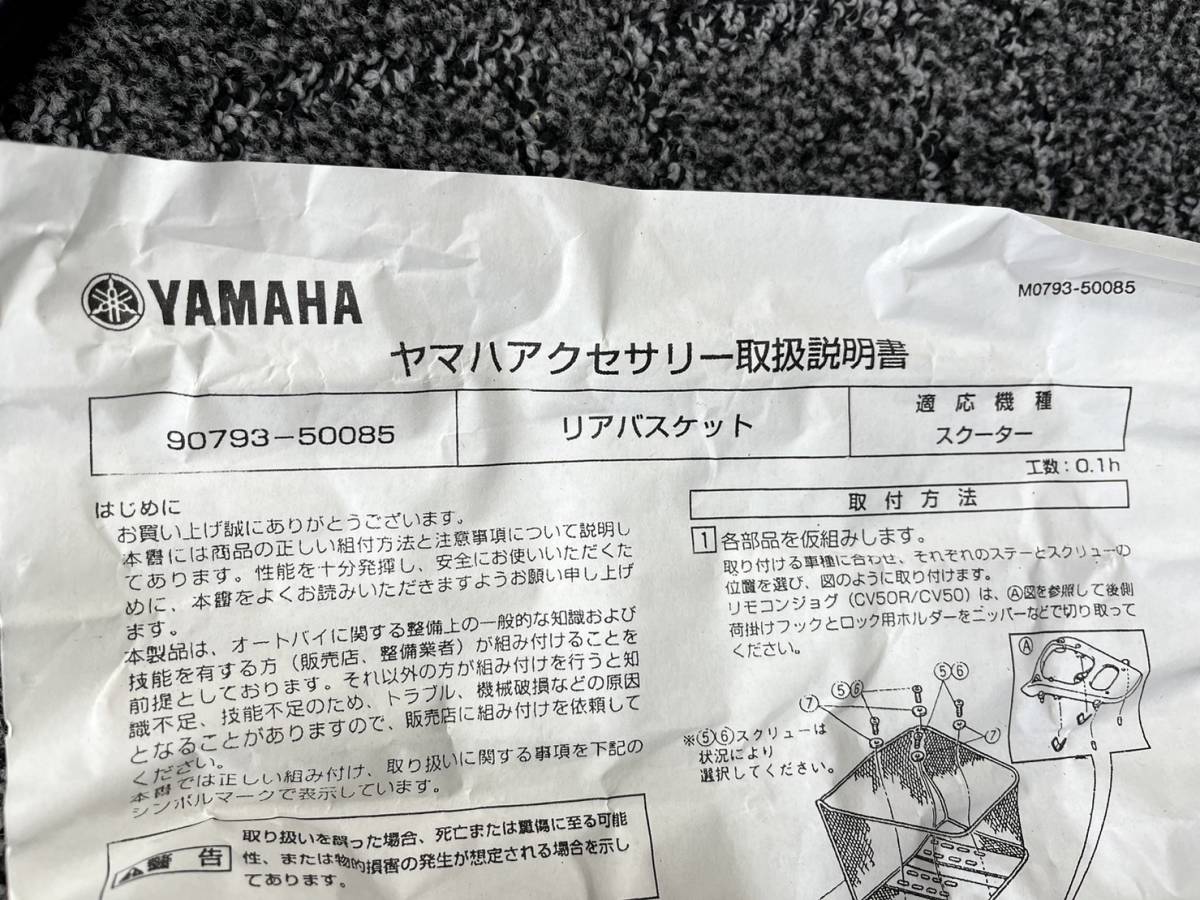 YAMAHA
M0793-50085
ヤマハアクセサリー取扱説明書
90793-50085
リアバスケット
適応機種
スクーター
工数:0.1h
はじめに
お買い上げ誠にありがとうございます。
本書には商品の正しい組付方法と注意事項について説明し
てあります。性能を十分発揮し、安全にお使いいただくた
めに、本書をよくお読みいただきますようお願い申し上げ
ます。
本製品は、オートバイに関する整備上の一般的な知識および
技能を有する方(販売店、整備業者)が組み付けることを
前提としております。それ以外の方が組み付けを行うと知
識不足、技能不足のため、トラブル、機械破損などの原因
となることがありますので、販売店に組み付けを依頼して
ください。
本書では正しい組み付け、取り扱いに関する事項を下記の
シンボルマークで表示しています。
警告
取り扱いを誤った場合、死亡または重傷に至る可能
性、または物的損害の発生が想定される場合を示し
てあります。
取付方法
1 各部品を仮組みします。
取り付ける車種に合わせ、それぞれのステーとスクリューの
位置を選び、図のように取り付けます。
リモコンジョグ(CV50R/CV50)は、Ⓐ図を参照して後側
荷掛けフックとロック用ホルダーをニッパーなどで切り取って
ください。
Ⓐ
⑤⑥
⑤⑥
⑦
⑦
※⑤⑥スクリューは
状況により
選択してください。